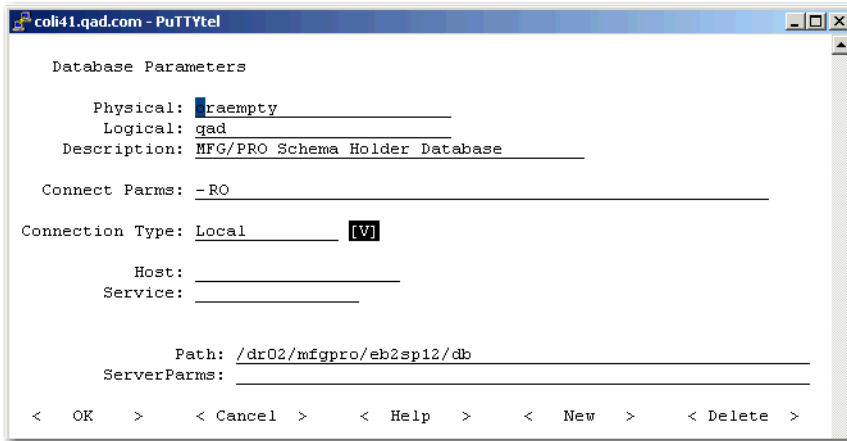 coli41.qad.com - PuTTYtel
Database Parameters
Physical: oraempty
Logical: qad
Description: MFG/PRO Schema Holder Database
Connect Parms: -RO
Connection Type: Local [V]
Host:
Service:
Path: /dr02/mfgpro/eb2sp12/db
ServerParms:
< OK > < Cancel > < Help > < New > < Delete >